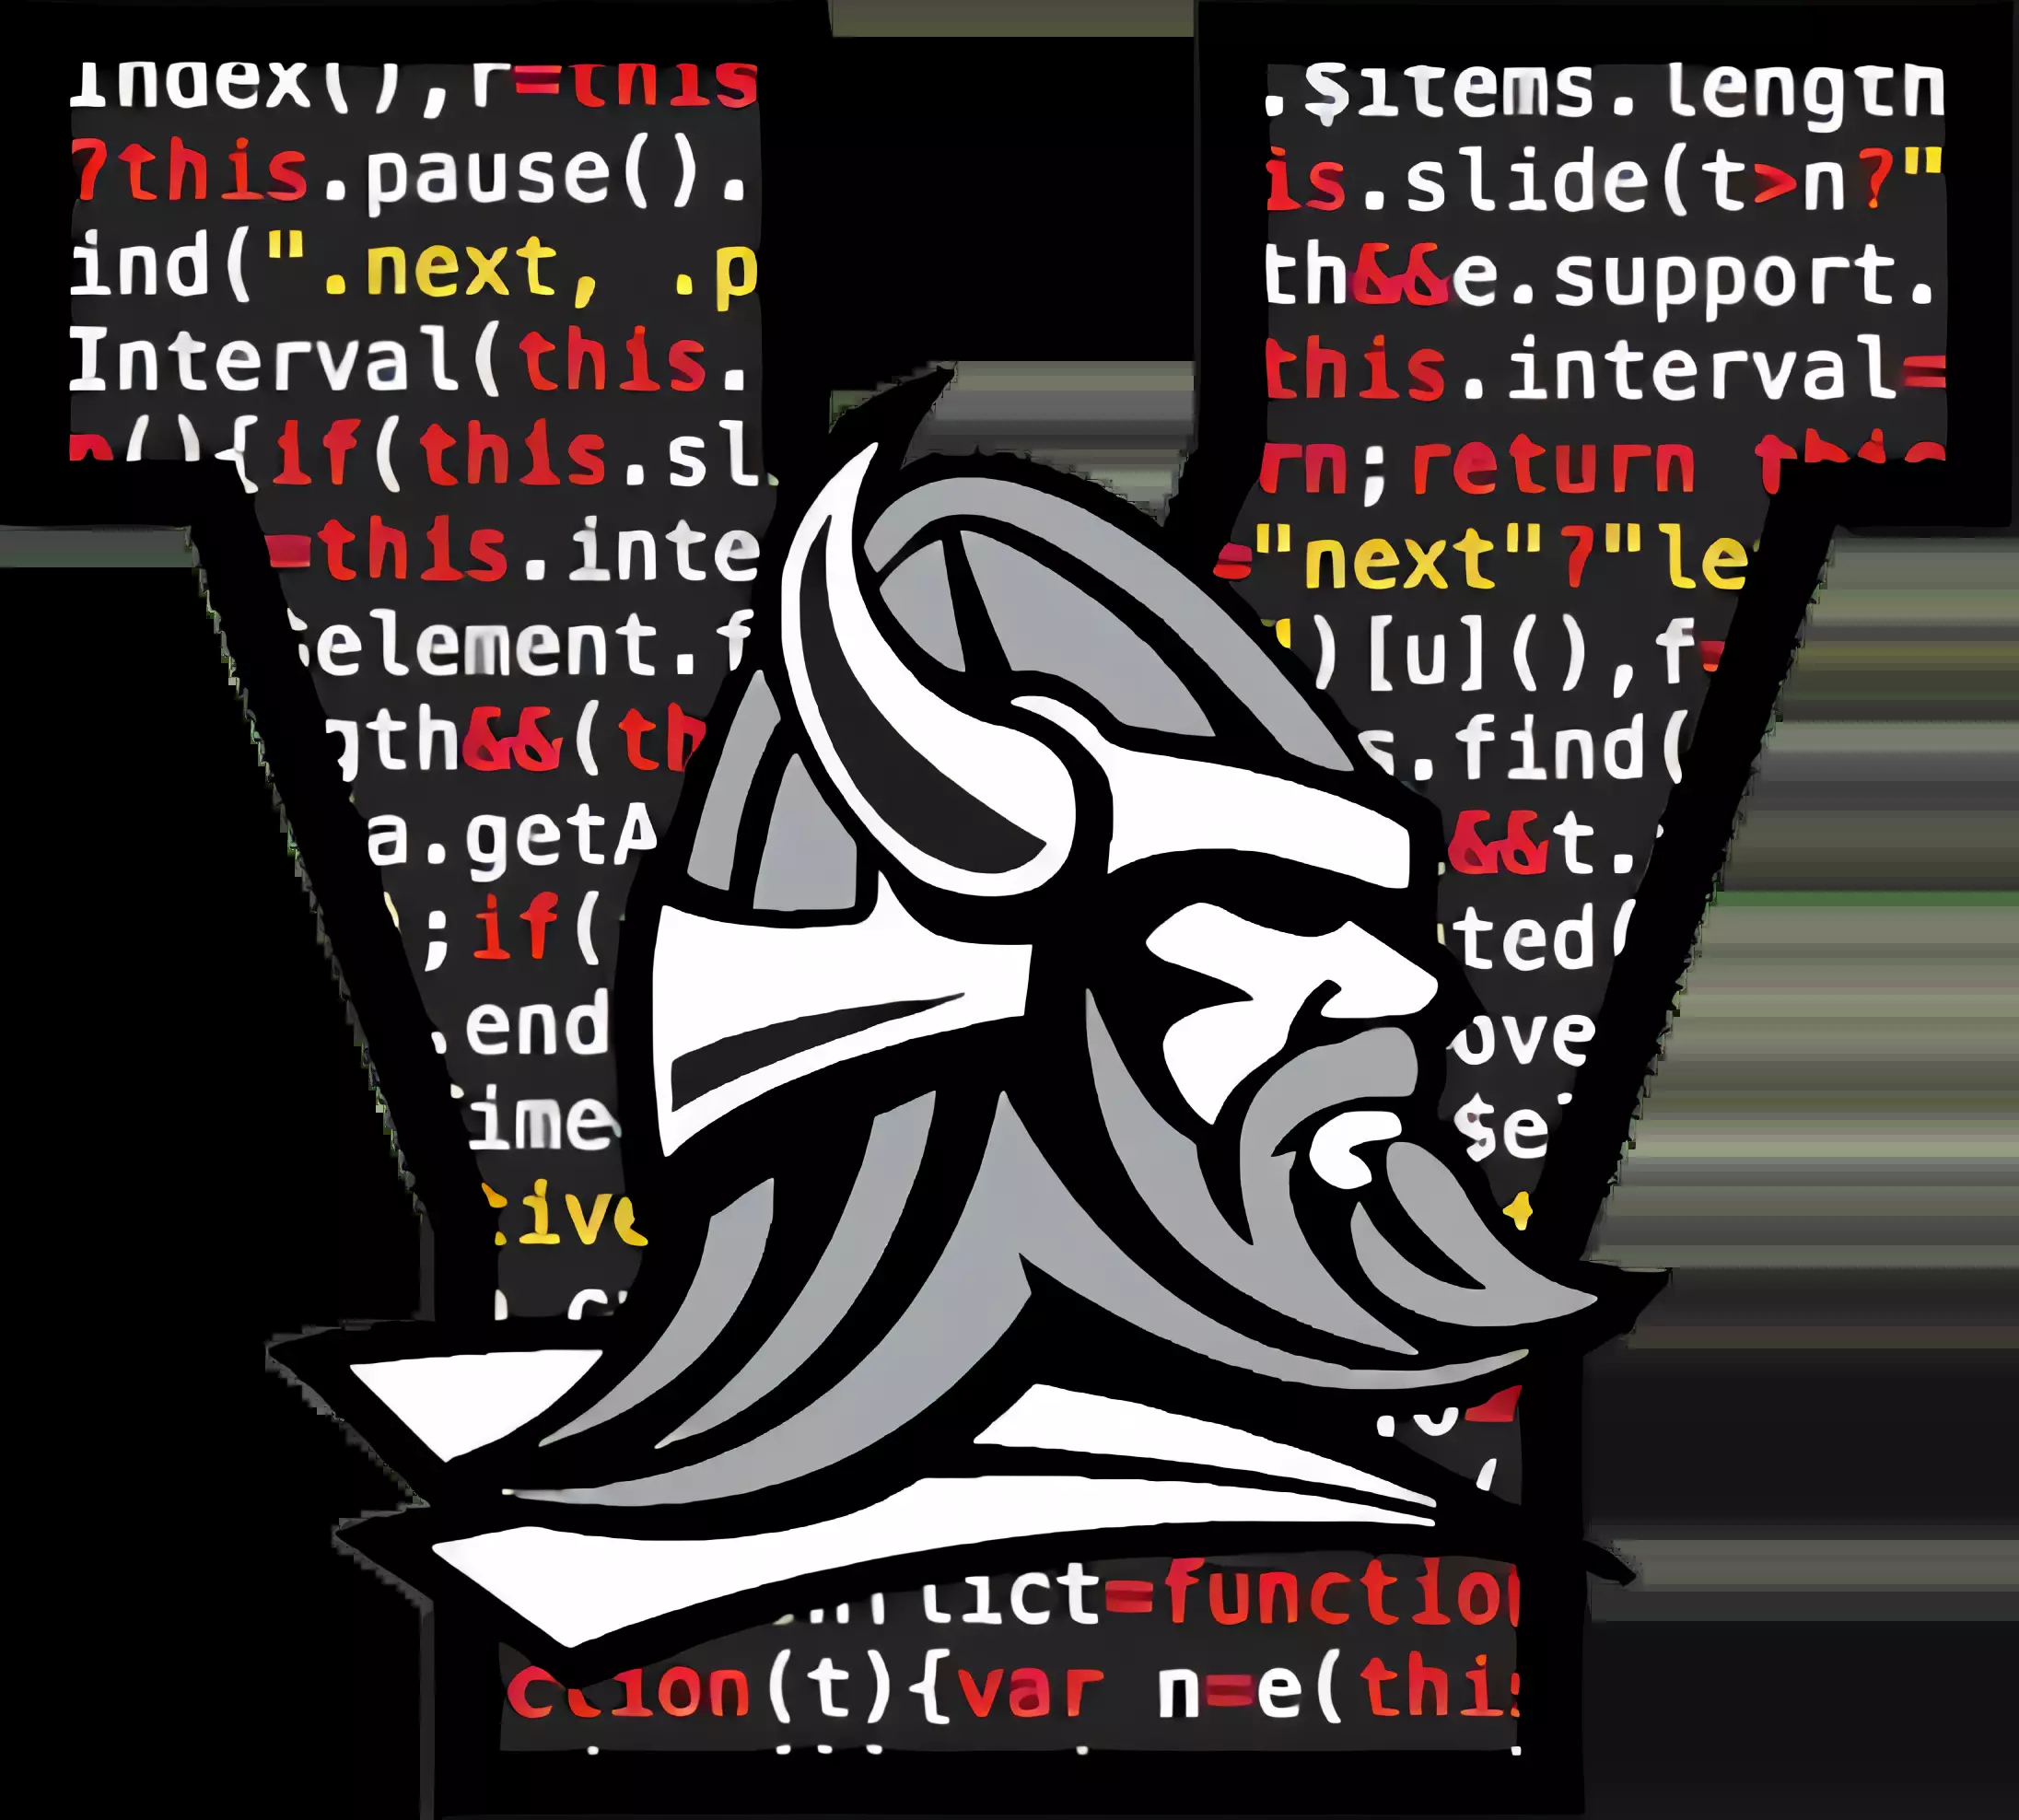 index(),r=this
?this.pause().
ind(".next, .p
Interval(this.
(){if(this.sl
=this.inte
element.f
gth&&(th
a.getA
;if(
end
ime
ive
.$items.length
is.slide(t>n?"
th&&e.support.
this.interval=
rn;return this
="next"?"le
)[u](),f=
s.find(
&&t.
ted(
ove
$e
lict=function
ction(t){var n=e(this